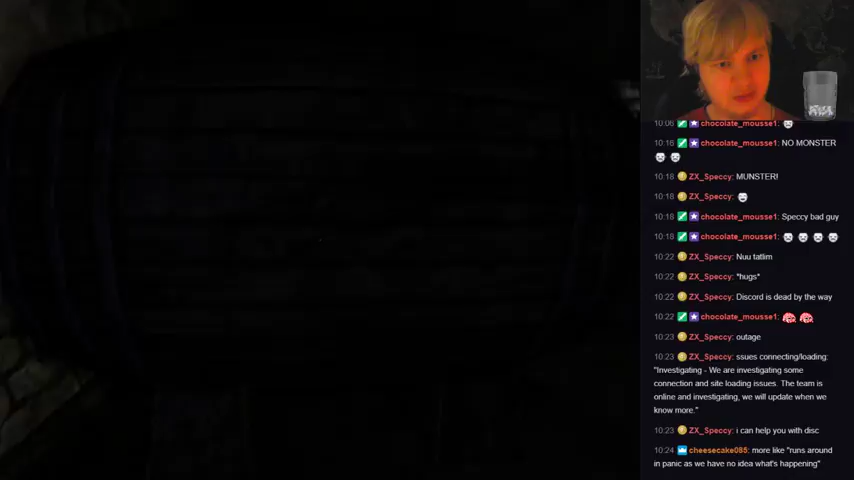 10:06 chocolate_mousse1:
10:16 chocolate_mousse1: NO MONSTER
10:18 ZX_Speccy: MUNSTER!
10:18 ZX_Speccy:
10:18 chocolate_mousse1: Speccy bad guy
10:18 chocolate_mousse1:
10:22 ZX_Speccy: Nuu tatlim
10:22 ZX_Speccy: *hugs*
10:22 ZX_Speccy: Discord is dead by the way
10:22 chocolate_mousse1:
10:23 ZX_Speccy: outage
10:23 ZX_Speccy: ssues connecting/loading:
"Investigating - We are investigating some
connection and site loading issues. The team is
online and investigating, we will update when we
know more."
10:23 ZX_Speccy: i can help you with disc
10:24 cheesecake085: more like "runs around
in panic as we have no idea what's happening"